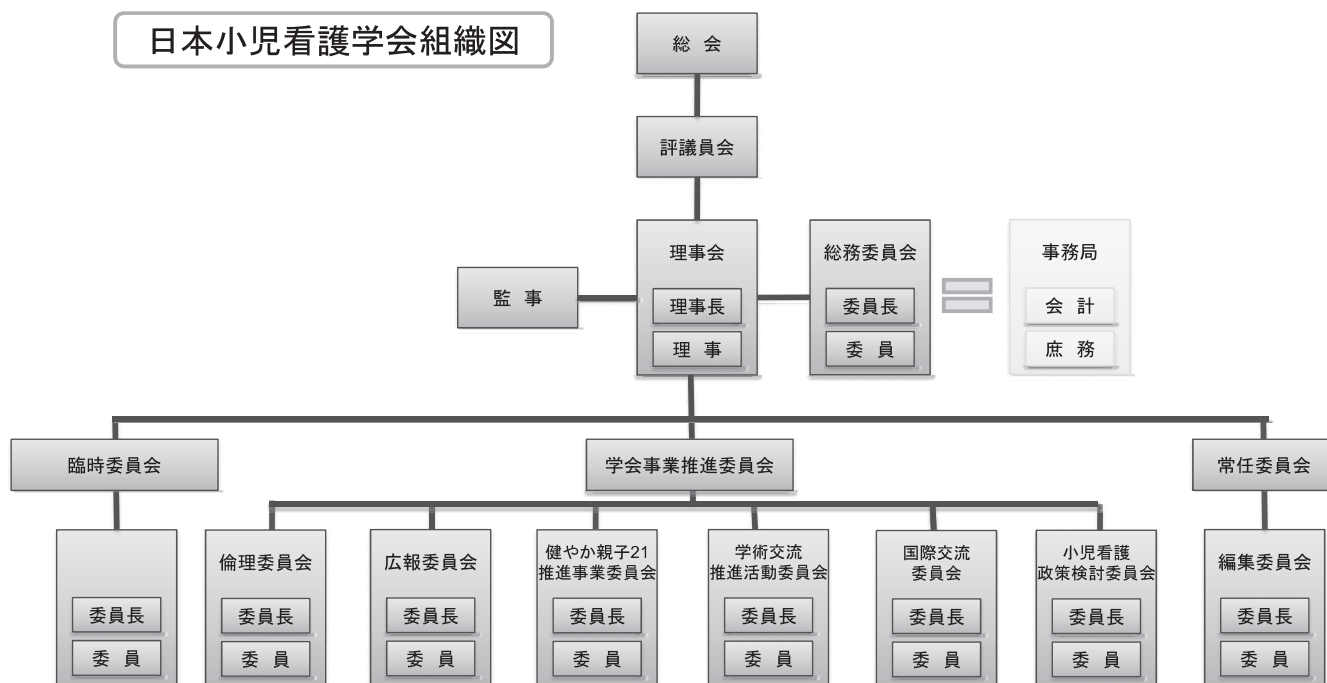 日本小児看護学会組織図
総 会
評議員会
理事会
理事長
理 事
監 事
総務委員会
委員長
委 員
事務局
会 計
庶 務
臨時委員会
学会事業推進委員会
常任委員会
委員長
委 員
倫理委員会
委員長
委 員
広報委員会
委員長
委 員
健やか親子21
推進事業委員会
委員長
委 員
学術交流
推進活動委員会
委員長
委 員
国際交流
委員会
委員長
委 員
小児看護
政策検討委員会
委員長
委 員
編集委員会
委員長
委 員